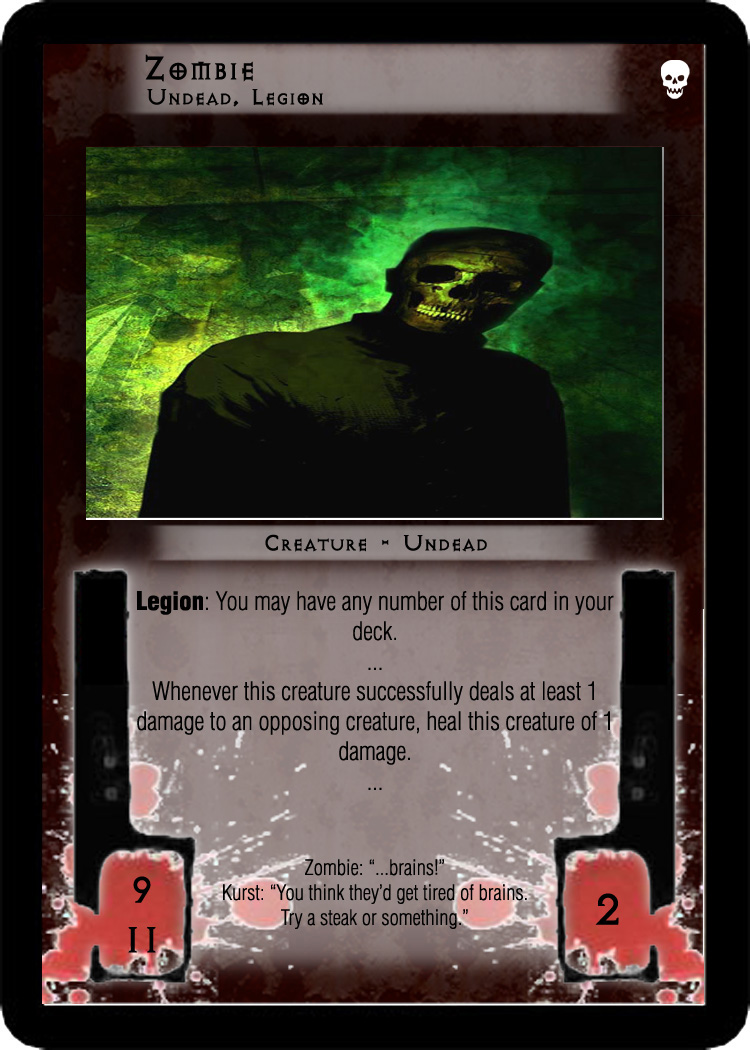 Zombie
Undead, Legion
Creature - Undead
Legion: You may have any number of this card in your
deck.
...
Whenever this creature successfully deals at least 1
damage to an opposing creature, heal this creature of 1
damage.
...
Zombie: “...brains!”
Kurst: “You think they’d get tired of brains.
Try a steak or something.”
9
II
2